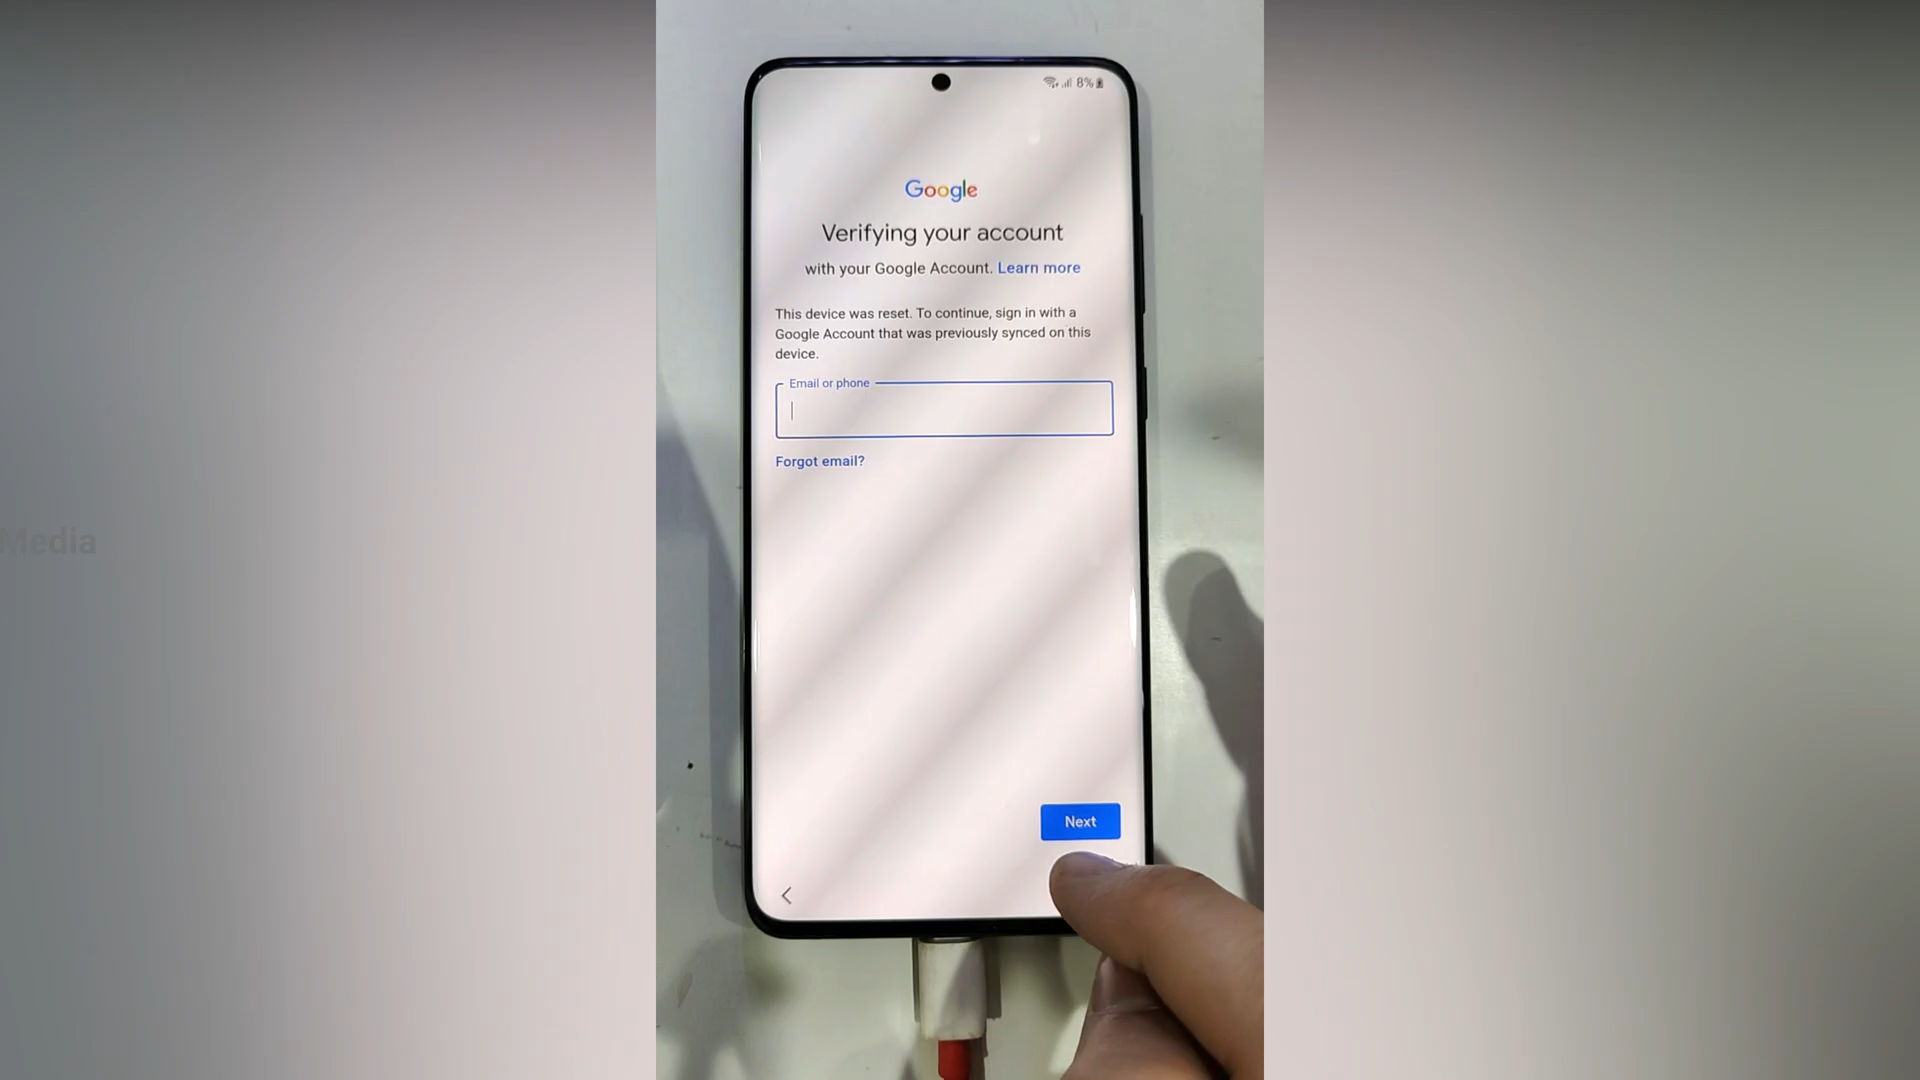 8%
Google
Verifying your account
with your Google Account. Learn more
This device was reset. To continue, sign in with a
Google Account that was previously synced on this
device.
Email or phone
Forgot email?
Next
Media